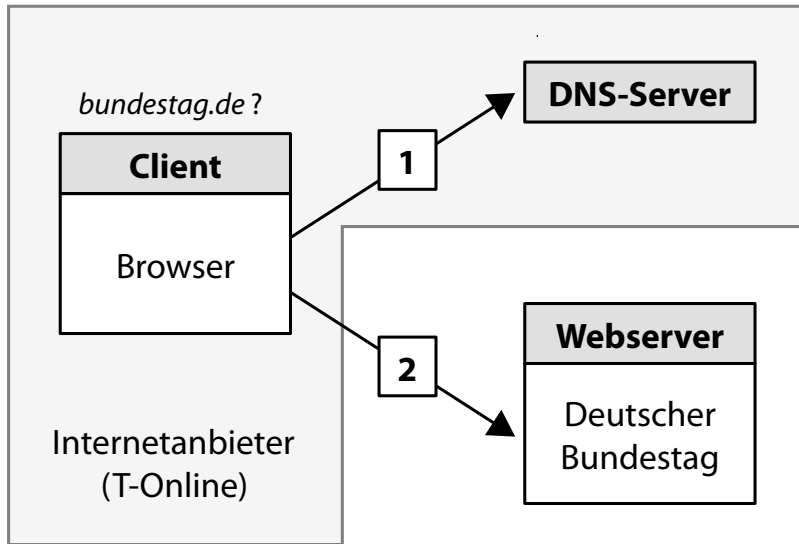 bundestag.de ?
Client
Browser
1
DNS-Server
2
Webserver
Deutscher
Bundestag
Internetanbieter
(T-Online)